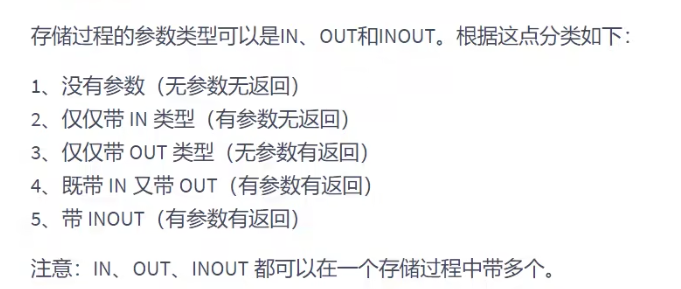 存储过程的参数类型可以是IN、OUT和INOUT。根据这点分类如下：
1、没有参数（无参数无返回）
2、仅仅带 IN 类型（有参数无返回）
3、仅仅带 OUT 类型（无参数有返回）
4、既带 IN 又带 OUT（有参数有返回）
5、带 INOUT（有参数有返回）
注意：IN、OUT、INOUT 都可以在一个存储过程中带多个。